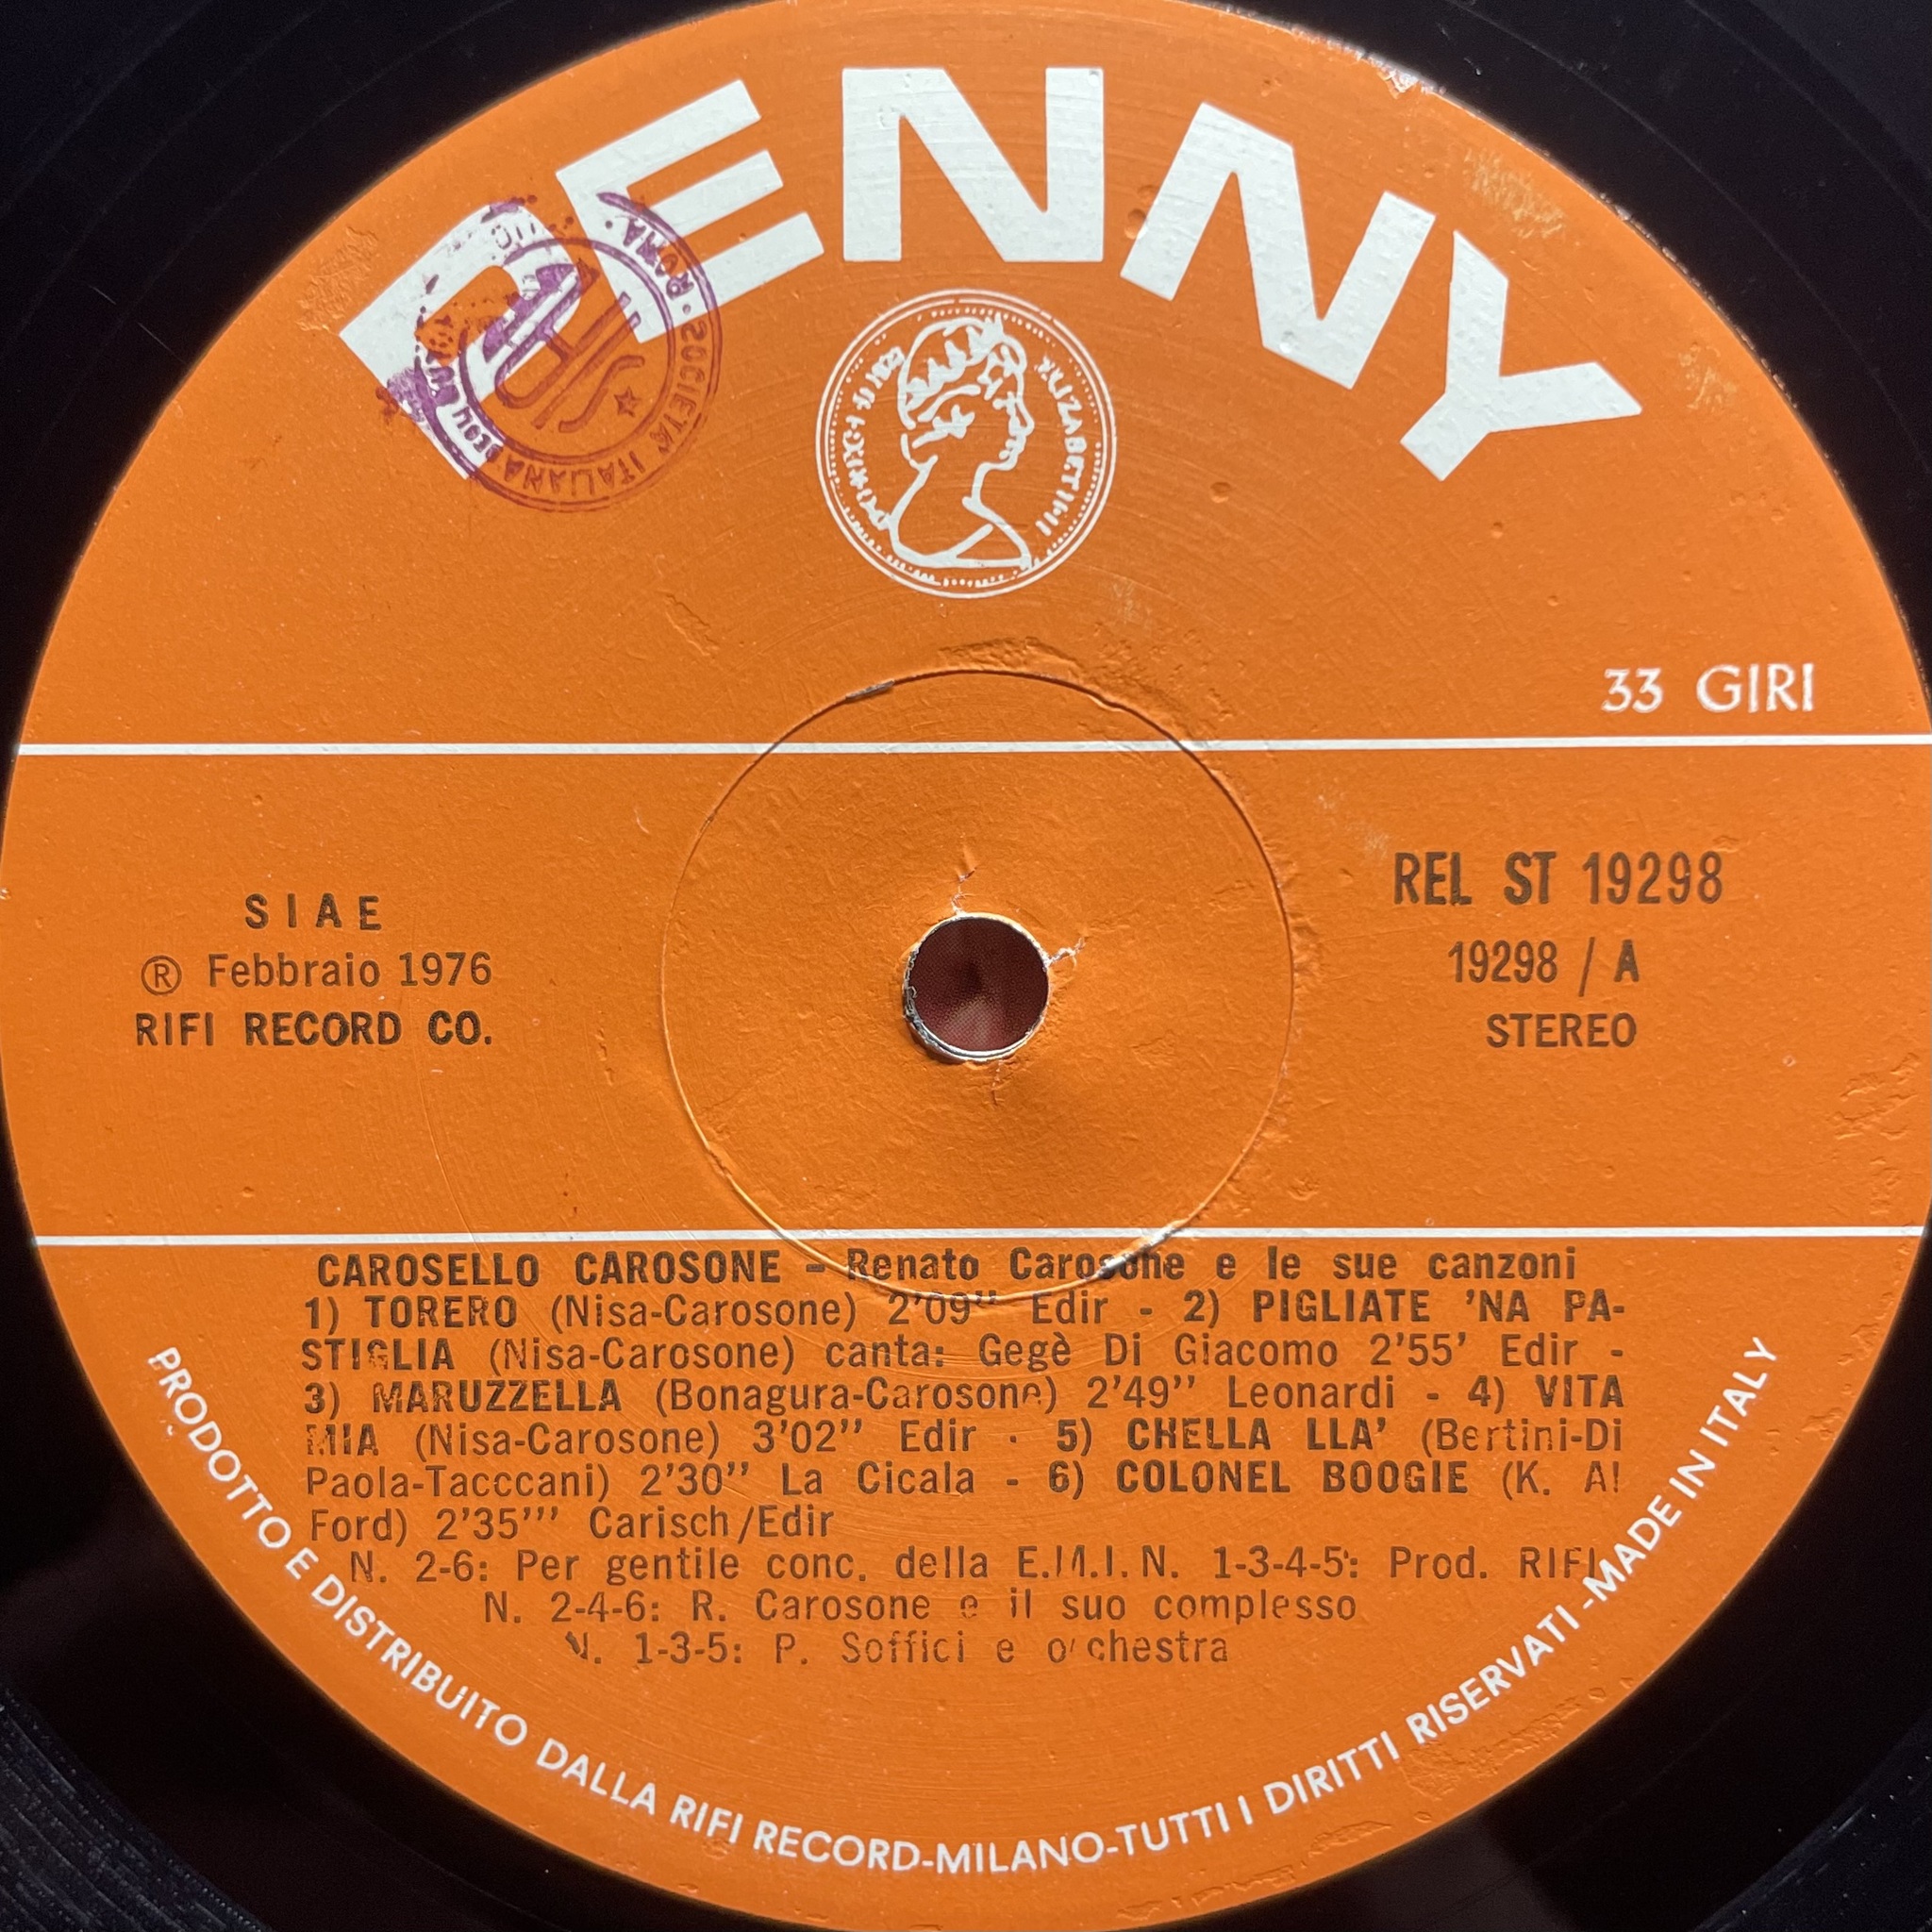 PENNY
SOCIETA' ITALIANA DEGLI
ROMA
SIAE
33 GIRI
SIAE
Ⓡ Febbraio 1976
RIFI RECORD CO.
REL ST 19298
19298 / A
STEREO
CAROSELLO CAROSONE - Renato Carosone e le sue canzoni
1) TORERO (Nisa-Carosone) 2'09'' Edir - 2) PIGLIATE 'NA PA-
STIGLIA (Nisa-Carosone) canta: Gegè Di Giacomo 2'55' Edir -
3) MARUZZELLA (Bonagura-Carosone) 2'49'' Leonardi - 4) VITA
MIA (Nisa-Carosone) 3'02'' Edir - 5) CHELLA LLA' (Bertini-Di
Paola-Tacccani) 2'30'' La Cicala - 6) COLONEL BOOGIE (K. Al
Ford) 2'35''' Carisch/Edir
N. 2-6: Per gentile conc. della E.M.I. N. 1-3-4-5: Prod. RIFI
N. 2-4-6: R. Carosone e il suo complesso
N. 1-3-5: P. Soffici e orchestra
PRODOTTO E DISTRIBUITO DALLA RIFI RECORD-MILANO-TUTTI I DIRITTI RISERVATI-MADE IN ITALY